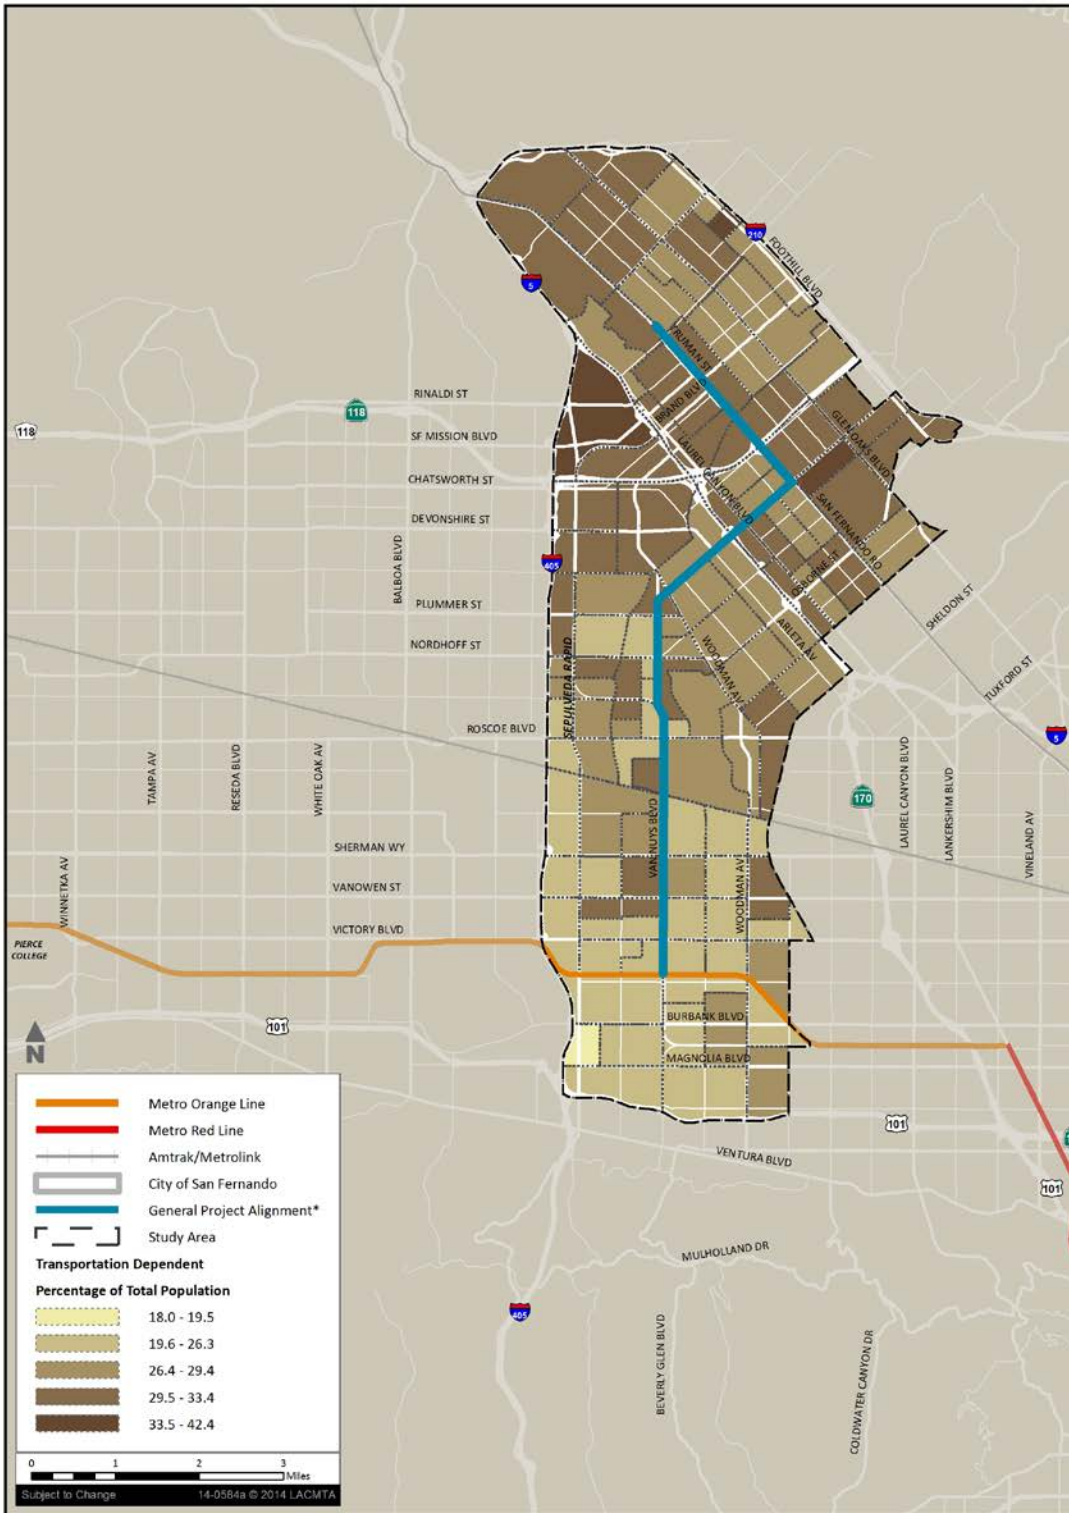 210
FOOTHILL BLVD
5
TRUMAN ST
RINALDI ST
118
BRAND BLVD
118
SF MISSION BLVD
GLEN OAKS BLVD
LAUREL CANYON BLVD
CHATSWORTH ST
SAN FERNANDO RD
DEVONSHIRE ST
BALBOA BLVD
405
OSBORNE ST
PLUMMER ST
SHELDON ST
ARLETA AV
NORDHOFF ST
WOODMAN AV
SEPULVEDA RAPID
TUXFORD ST
ROSCOE BLVD
5
TAMPA AV
RESEDA BLVD
WHITE OAK AV
LAUREL CANYON BLVD
170
LANKERSHIM BLVD
VINELAND AV
VAN NUYS BLVD
SHERMAN WY
WINNETKA AV
VANOWEN ST
WOODMAN AV
VICTORY BLVD
PIERCE
COLLEGE
101
BURBANK BLVD
N
MAGNOLIA BLVD
101
VENTURA BLVD
101
MULHOLLAND DR
405
BEVERLY GLEN BLVD
COLDWATER CANYON DR
Metro Orange Line
Metro Red Line
Amtrak/Metrolink
City of San Fernando
General Project Alignment*
Study Area
Transportation Dependent
Percentage of Total Population
18.0 - 19.5
19.6 - 26.3
26.4 - 29.4
29.5 - 33.4
33.5 - 42.4
0 1 2 3
Miles
Subject to Change 14-0584a © 2014 LACMTA